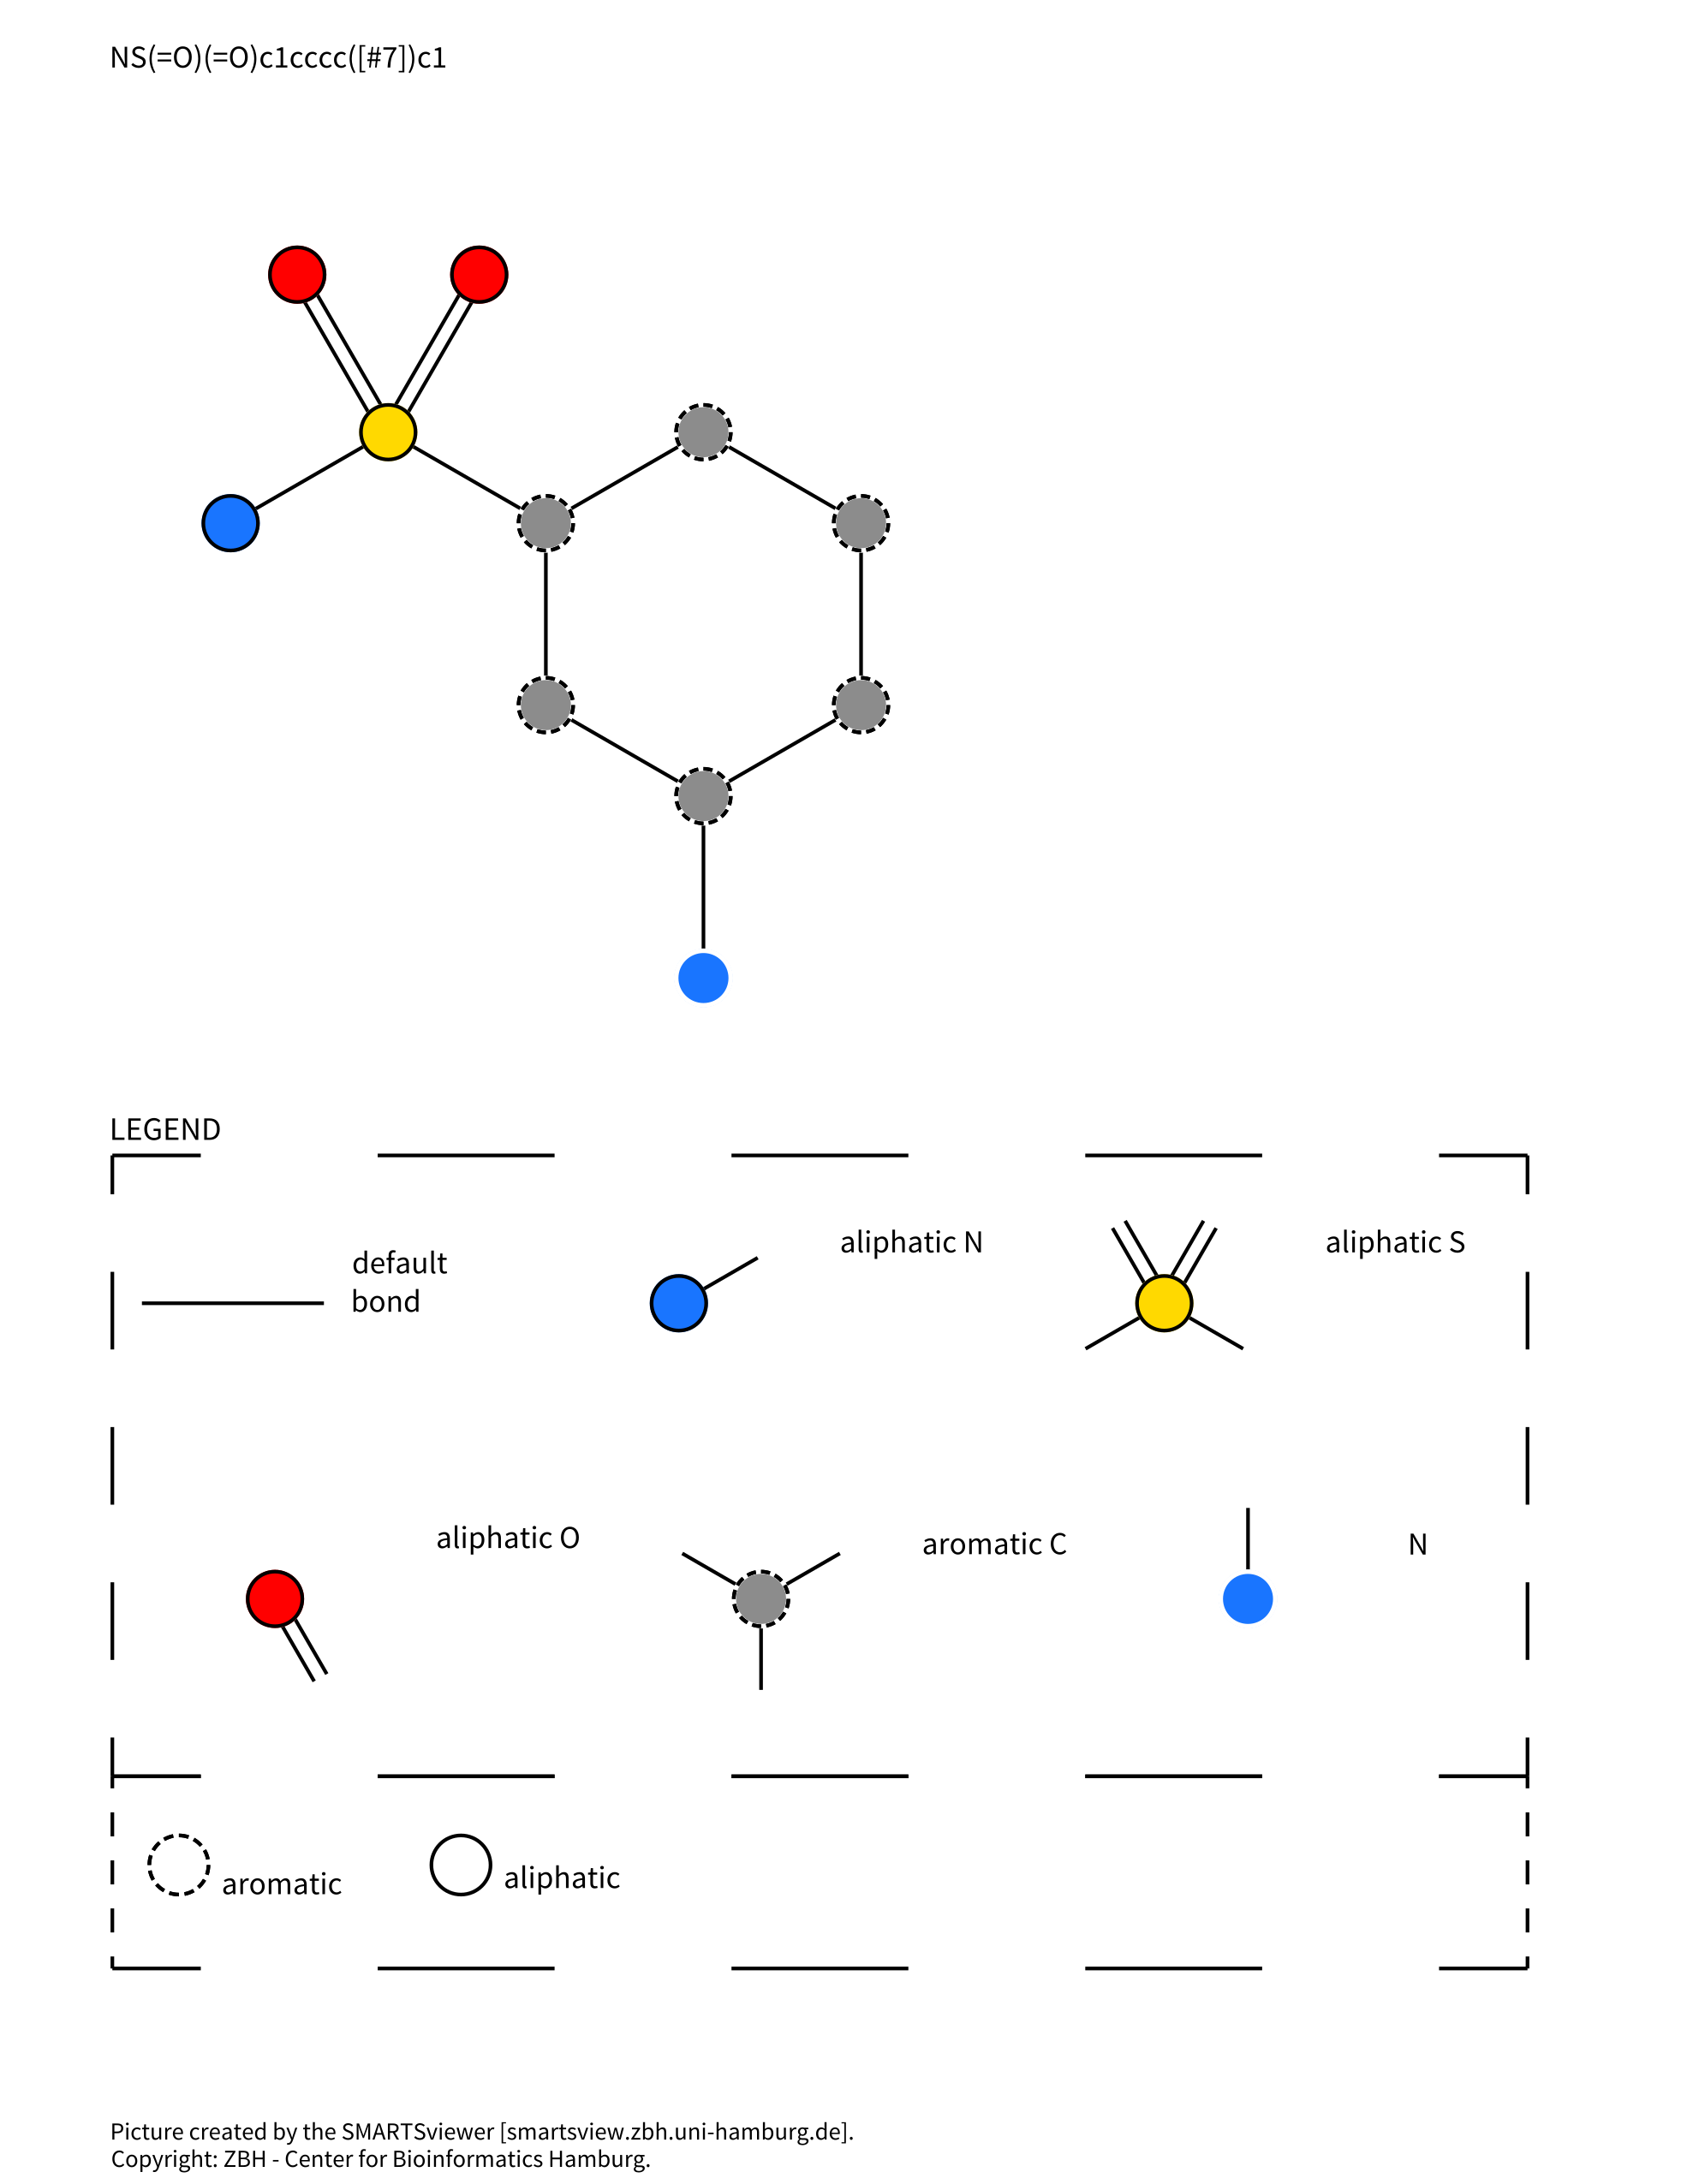 NS(=O)(=O)c1cccc([#7])c1
LEGEND
default
bond
aliphatic N
aliphatic S
aliphatic O
aromatic C
N
aromatic
aliphatic
Picture created by the SMARTSviewer [smartsview.zbh.uni-hamburg.de].
Copyright: ZBH - Center for Bioinformatics Hamburg.